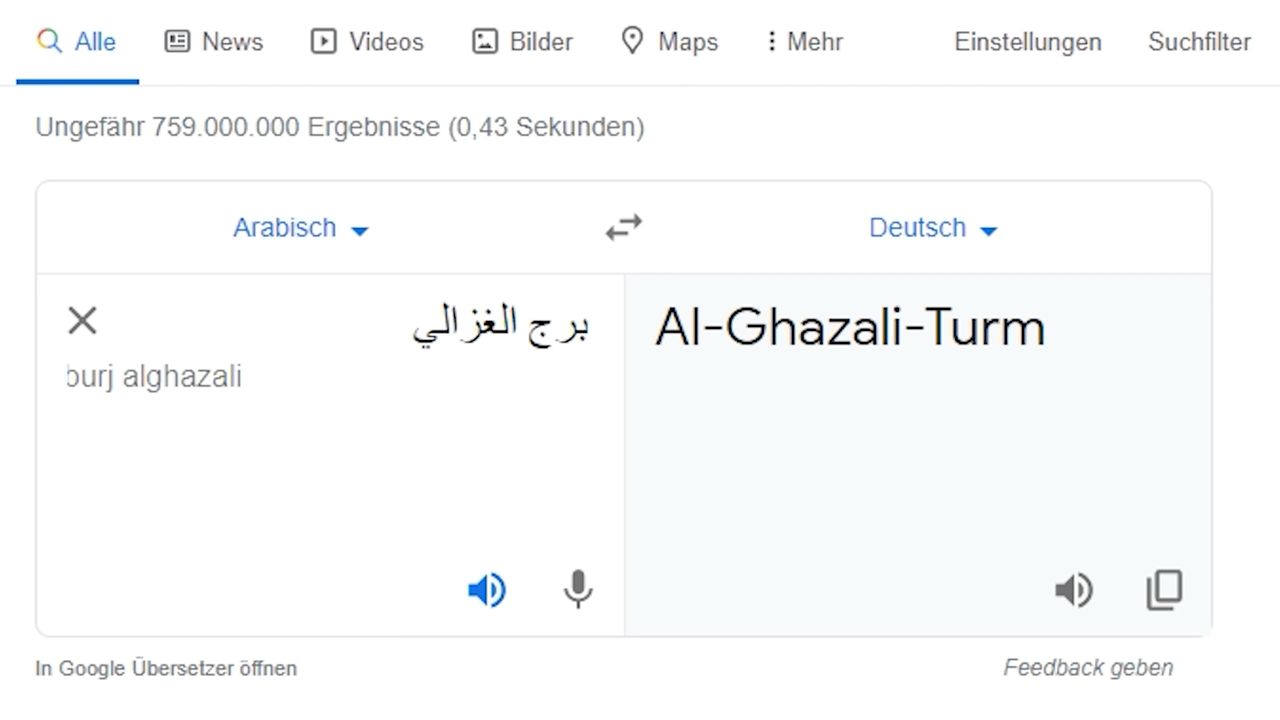 Alle News Videos Bilder Maps Mehr Einstellungen Suchfilter
Ungefähr 759.000.000 Ergebnisse (0,43 Sekunden)
Arabisch Deutsch
برج الغزالي
Al-Ghazali-Turm
burj alghazali
In Google Übersetzer öffnen Feedback geben